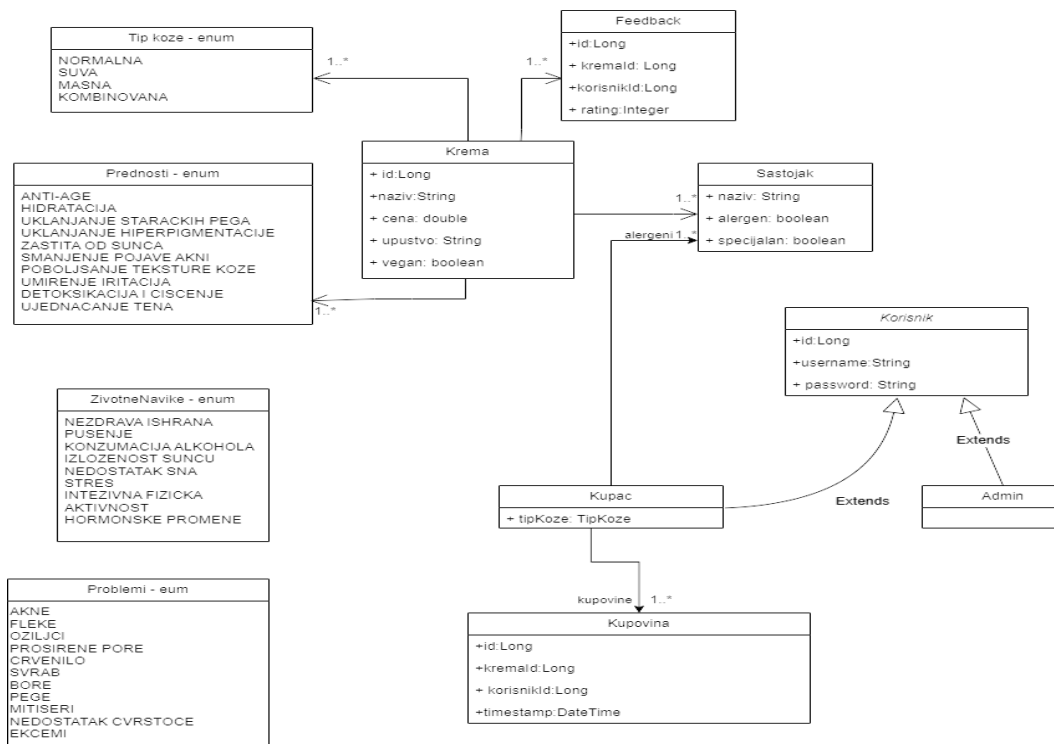 Tip koze - enum
NORMALNA
SUVA
MASNA
KOMBINOVANA
1..*
1..*
Feedback
+id:Long
+ kremaId: Long
+korisnikId:Long
+ rating:Integer
Krema
+ id:Long
+naziv:String
+ cena: double
+ upustvo: String
+ vegan: boolean
Prednosti - enum
ANTI-AGE
HIDRATACIJA
UKLANJANJE STARACKIH PEGA
UKLANJANJE HIPERPIGMENTACIJE
ZASTITA OD SUNCA
SMANJENJE POJAVE AKNI
POBOLJSANJE TEKSTURE KOZE
UMIRENJE IRITACIJA
DETOKSIKACIJA I CISCENJE
UJEDNACANJE TENA
1..*
1..*
alergeni 1..*
Sastojak
+ naziv: String
+ alergen: boolean
+ specijalan: boolean
Korisnik
+id:Long
+username:String
+ password: String
Extends
Extends
ZivotneNavike - enum
NEZDRAVA ISHRANA
PUSENJE
KONZUMACIJA ALKOHOLA
IZLOZENOST SUNCU
NEDOSTATAK SNA
STRES
INTEZIVNA FIZICKA
AKTIVNOST
HORMONSKE PROMENE
Kupac
+ tipKoze: TipKoze
Admin
kupovine 1..*
Kupovina
+id:Long
+kremaId:Long
+ korisnikId:Long
+timestamp:DateTime
Problemi - eum
AKNE
FLEKE
OZILJCI
PROSIRENE PORE
CRVENILO
SVRAB
BORE
PEGE
MITISERI
NEDOSTATAK CVRSTOCE
EKCEMI